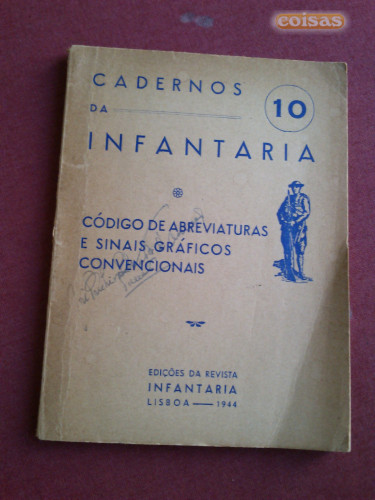 coisas
CADERNOS
10
DA
INFANTARIA
CÓDIGO DE ABREVIATURAS
E SINAIS GRÁFICOS
CONVENCIONAIS
EDIÇÕES DA REVISTA
INFANTARIA
LISBOA — 1944